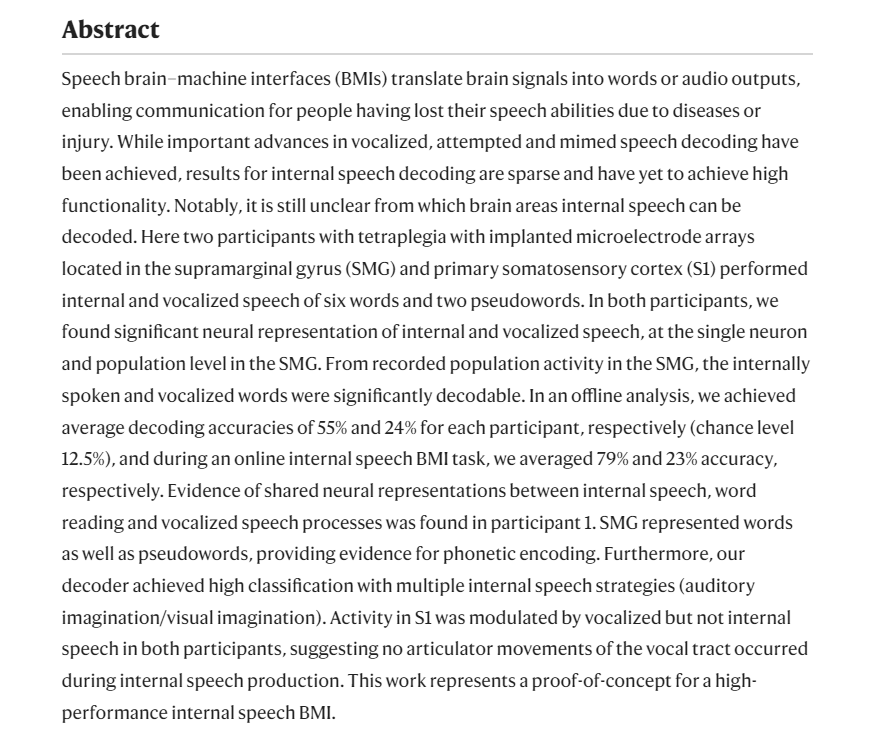 Abstract
Speech brain–machine interfaces (BMIs) translate brain signals into words or audio outputs,
enabling communication for people having lost their speech abilities due to diseases or
injury. While important advances in vocalized, attempted and mimed speech decoding have
been achieved, results for internal speech decoding are sparse and have yet to achieve high
functionality. Notably, it is still unclear from which brain areas internal speech can be
decoded. Here two participants with tetraplegia with implanted microelectrode arrays
located in the supramarginal gyrus (SMG) and primary somatosensory cortex (S1) performed
internal and vocalized speech of six words and two pseudowords. In both participants, we
found significant neural representation of internal and vocalized speech, at the single neuron
and population level in the SMG. From recorded population activity in the SMG, the internally
spoken and vocalized words were significantly decodable. In an offline analysis, we achieved
average decoding accuracies of 55% and 24% for each participant, respectively (chance level
12.5%), and during an online internal speech BMI task, we averaged 79% and 23% accuracy,
respectively. Evidence of shared neural representations between internal speech, word
reading and vocalized speech processes was found in participant 1. SMG represented words
as well as pseudowords, providing evidence for phonetic encoding. Furthermore, our
decoder achieved high classification with multiple internal speech strategies (auditory
imagination/visual imagination). Activity in S1 was modulated by vocalized but not internal
speech in both participants, suggesting no articulator movements of the vocal tract occurred
during internal speech production. This work represents a proof-of-concept for a high-
performance internal speech BMI.